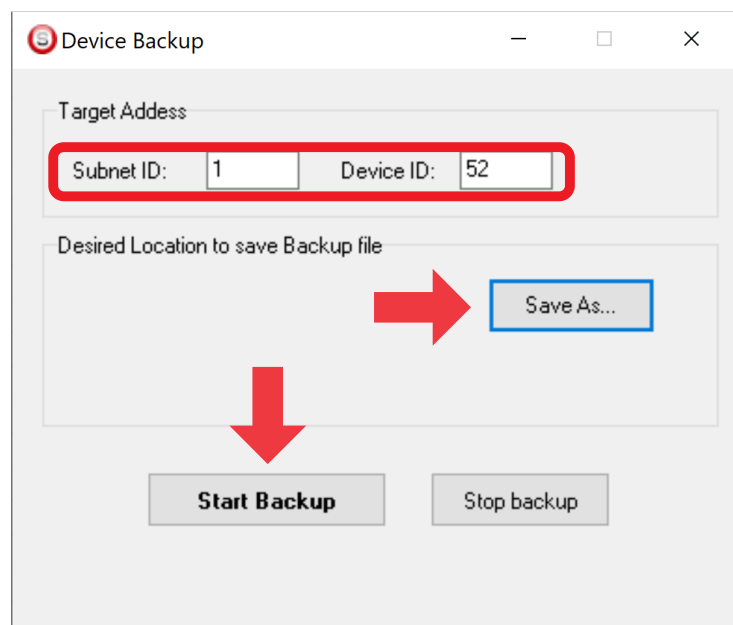 S Device Backup
Target Addess
Subnet ID: 1 Device ID: 52
Desired Location to save Backup file
Save As...
Start Backup Stop backup